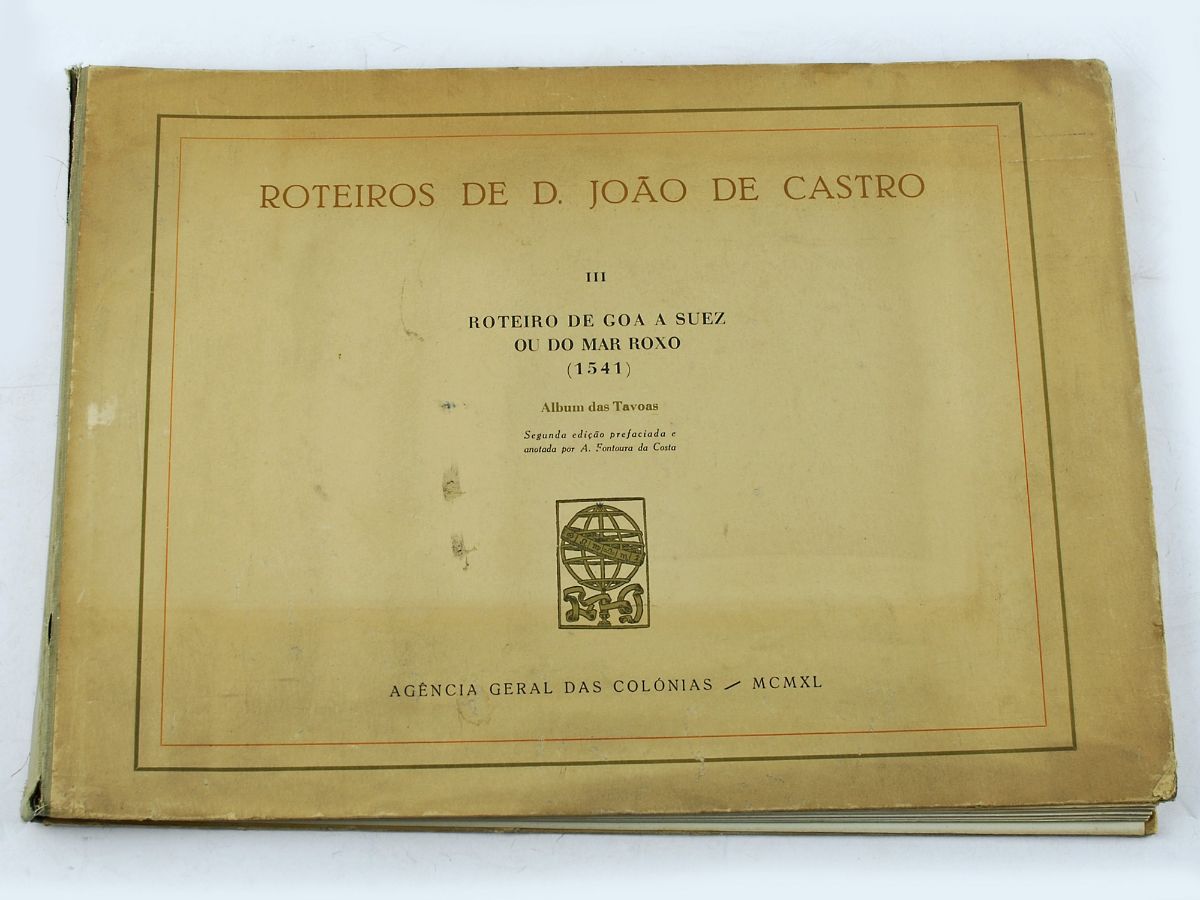 ROTEIROS DE D. JOÃO DE CASTRO
III
ROTEIRO DE GOA A SUEZ
OU DO MAR ROXO
(1541)
Album das Tavoas
Segunda edição prefaciada e
anotada por A. Fontoura da Costa
AGÊNCIA GERAL DAS COLÓNIAS / MCMXL